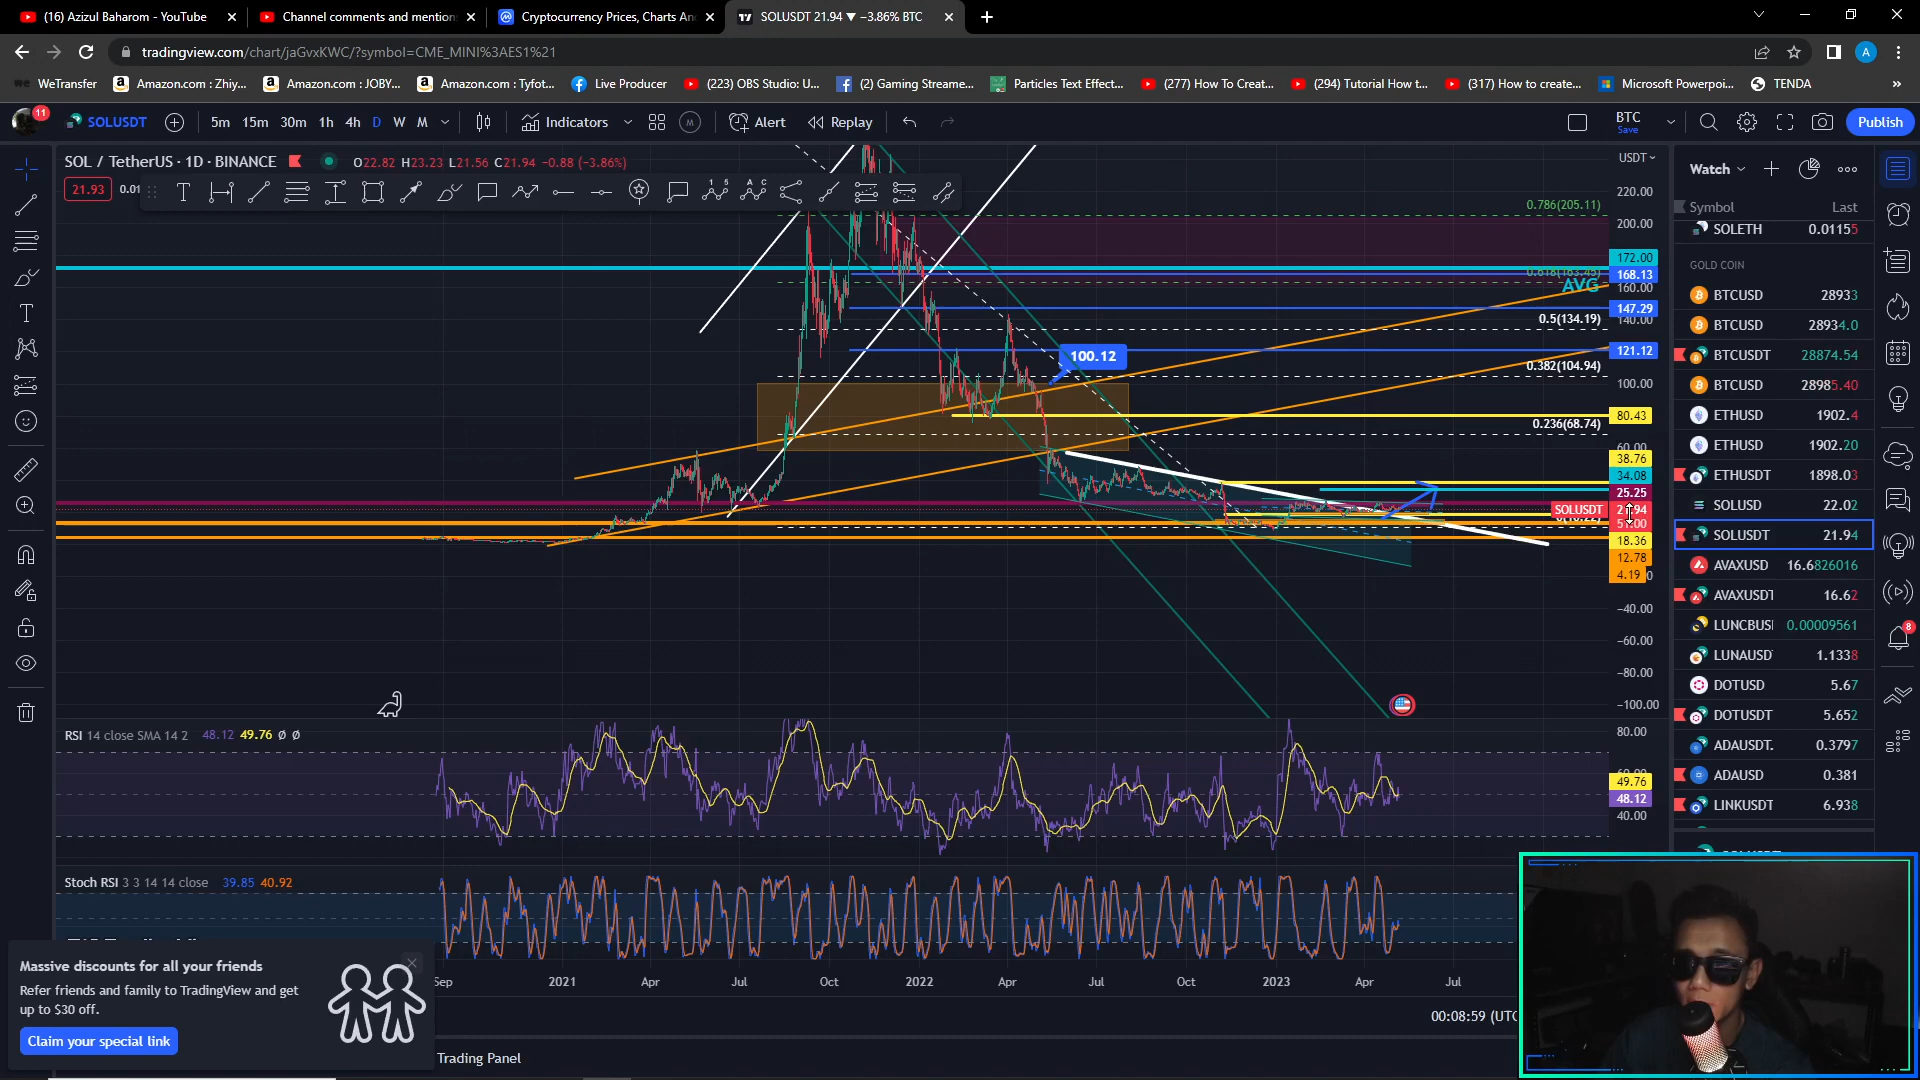 (16) Azizul Baharom - YouTube
Channel comments and mention
Cryptocurrency Prices, Charts An
SOLUSDT 21.94 ▼ −3.86% BTC
tradingview.com/chart/jaGvxKWC/?symbol=CME_MINI%3AES1%21
A
WeTransfer
Amazon.com : Zhiy...
Amazon.com : JOBY...
Amazon.com : Tyfot...
Live Producer
(223) OBS Studio: U...
(2) Gaming Streame...
Particles Text Effect...
(277) How To Creat...
(294) Tutorial How t...
(317) How to create...
Microsoft Powerpoi...
TENDA
»
11
SOLUSDT
5m 15m 30m 1h 4h D W M
Indicators
Alert
Replay
BTC
Save
Publish
SOL / TetherUS · 1D · BINANCE
O22.82 H23.23 L21.56 C21.94 −0.88 (−3.86%)
21.93
0.01
USDT
220.00
200.00
172.00
168.13
160.00
147.29
140.00
121.12
100.00
80.43
60.00
38.76
34.08
25.25
SOLUSDT 21.94
51:00
18.36
12.78
4.19
−40.00
−60.00
−80.00
−100.00
0.786(205.11)
0.618(163.45)
AVG
0.5(134.19)
0.382(104.94)
0.236(68.74)
100.12
Watch
Symbol Last
SOLETH 0.01155
GOLD COIN
BTCUSD 28933
BTCUSD 28934.0
BTCUSDT 28874.54
BTCUSD 28985.40
ETHUSD 1902.4
ETHUSD 1902.20
ETHUSDT 1898.03
SOLUSD 22.02
SOLUSDT 21.94
AVAXUSD 16.6826016
AVAXUSDT 16.62
LUNCBUS 0.00009561
LUNAUSD 1.1338
DOTUSD 5.67
DOTUSDT 5.652
ADAUSDT. 0.3797
ADAUSD 0.381
LINKUSDT 6.938
8
RSI 14 close SMA 14 2 48.12 49.76 Ø Ø
80.00
49.76
48.12
40.00
Stoch RSI 3 3 14 14 close 39.85 40.92
Sep 2021 Apr Jul Oct 2022 Apr Jul Oct 2023 Apr Jul
00:08:59 (UTC
Trading Panel
Massive discounts for all your friends
Refer friends and family to TradingView and get
up to $30 off.
Claim your special link